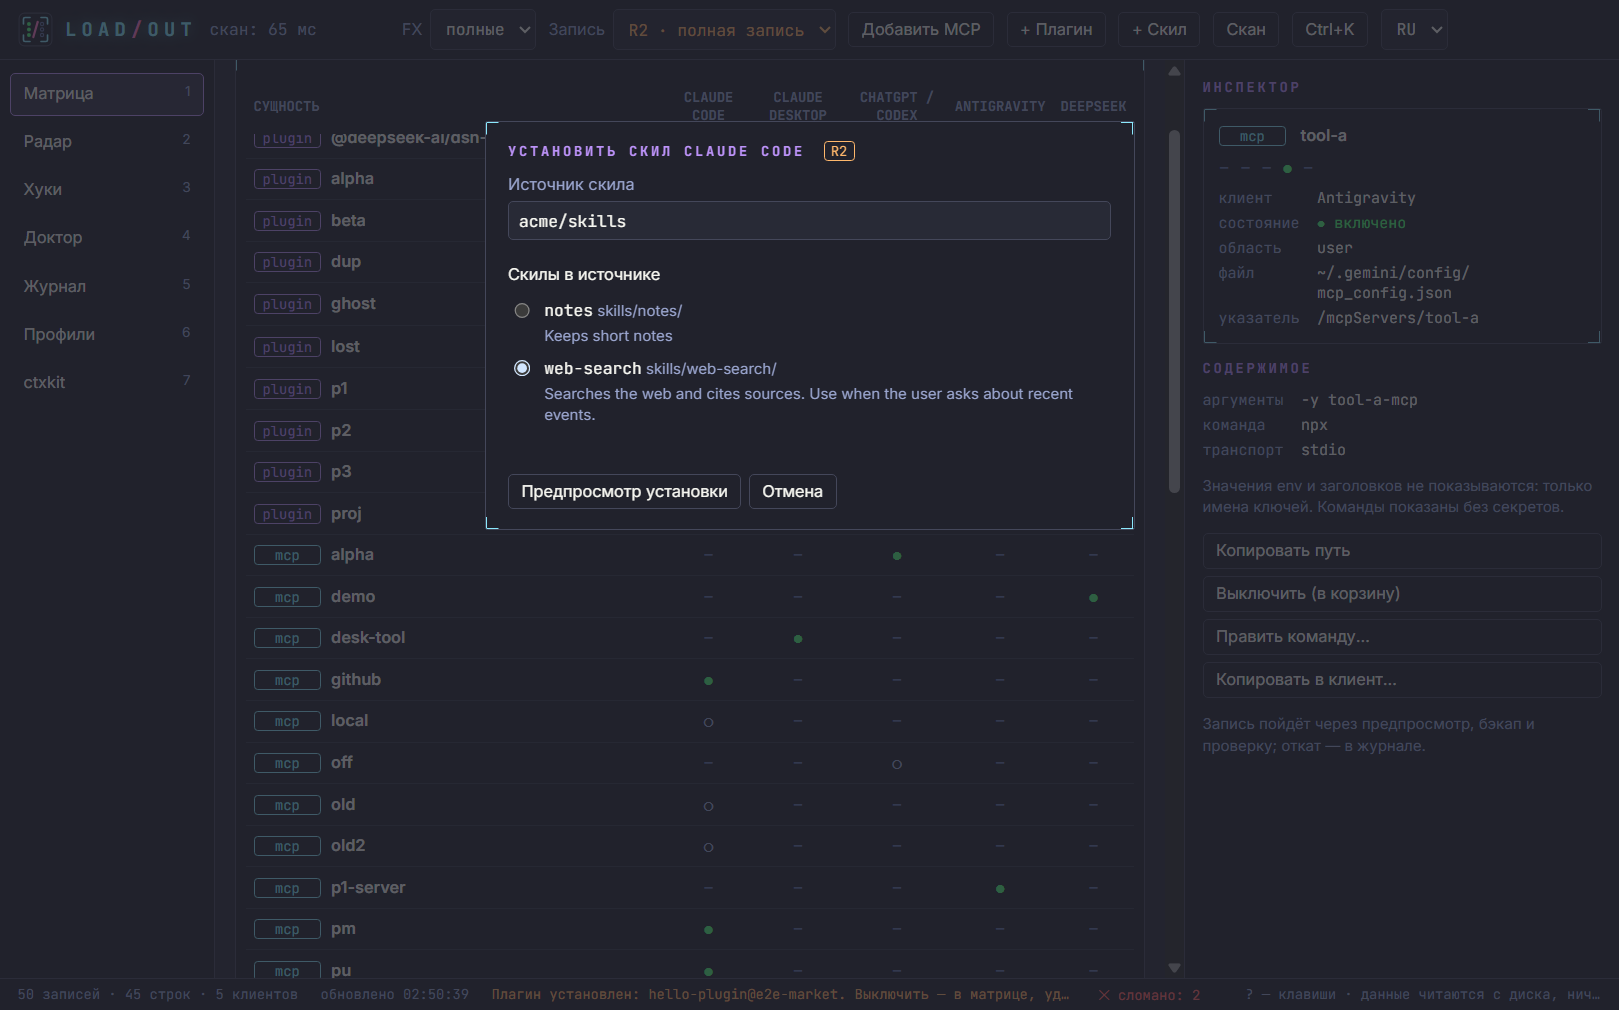 LOAD/OUT
скан: 65 мс
FX
полные
Запись
R2 · полная запись
Добавить MCP
+ Плагин
+ Скил
Скан
Ctrl+K
RU
Матрица 1
Радар 2
Хуки 3
Доктор 4
Журнал 5
Профили 6
ctxkit 7
СУЩНОСТЬ
CLAUDE CODE
CLAUDE DESKTOP
CHATGPT / CODEX
ANTIGRAVITY
DEEPSEEK
plugin @deepseek-ai/dsh-
plugin alpha
plugin beta
plugin dup
plugin ghost
plugin lost
plugin p1
plugin p2
plugin p3
plugin proj
mcp alpha — — — —
mcp demo — — — —
mcp desk-tool — — — —
mcp github — — — —
mcp local — — — —
mcp off — — — —
mcp old — — — —
mcp old2 — — — —
mcp p1-server — — — —
mcp pm — — — —
mcp pu — — — —
УСТАНОВИТЬ СКИЛ CLAUDE CODE R2
Источник скила
acme/skills
Скилы в источнике
notes skills/notes/
Keeps short notes
web-search skills/web-search/
Searches the web and cites sources. Use when the user asks about recent
events.
Предпросмотр установки
Отмена
ИНСПЕКТОР
mcp tool-a
— — — ● —
клиент Antigravity
состояние ● включено
область user
файл ~/.gemini/config/
mcp_config.json
указатель /mcpServers/tool-a
СОДЕРЖИМОЕ
аргументы -y tool-a-mcp
команда npx
транспорт stdio
Значения env и заголовков не показываются: только
имена ключей. Команды показаны без секретов.
Копировать путь
Выключить (в корзину)
Править команду…
Копировать в клиент…
Запись пойдёт через предпросмотр, бэкап и
проверку; откат — в журнале.
50 записей · 45 строк · 5 клиентов
обновлено 02:50:39
Плагин установлен: hello-plugin@e2e-market. Выключить — в матрице, уд…
✕ сломано: 2
? — клавиши · данные читаются с диска, нич…